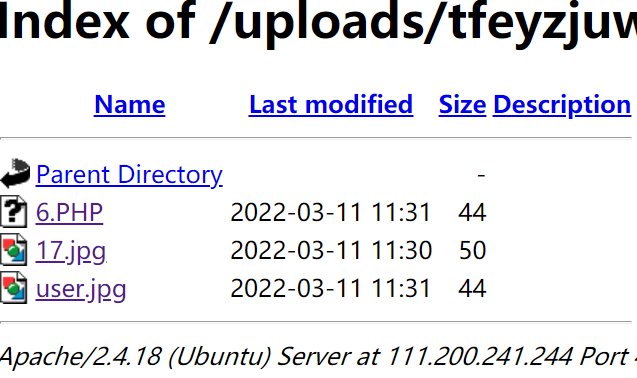 Index of /uploads/tfeyzjuw
Name Last modified Size Description
Parent Directory -
6.PHP 2022-03-11 11:31 44
17.jpg 2022-03-11 11:30 50
user.jpg 2022-03-11 11:31 44
Apache/2.4.18 (Ubuntu) Server at 111.200.241.244 Port